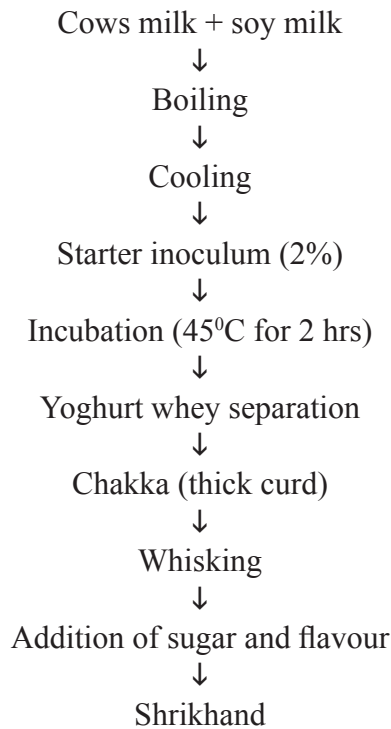 Cows milk + soy milk
↓
Boiling
↓
Cooling
↓
Starter inoculum (2%)
↓
Incubation (45⁰C for 2 hrs)
↓
Yoghurt whey separation
↓
Chakka (thick curd)
↓
Whisking
↓
Addition of sugar and flavour
↓
Shrikhand